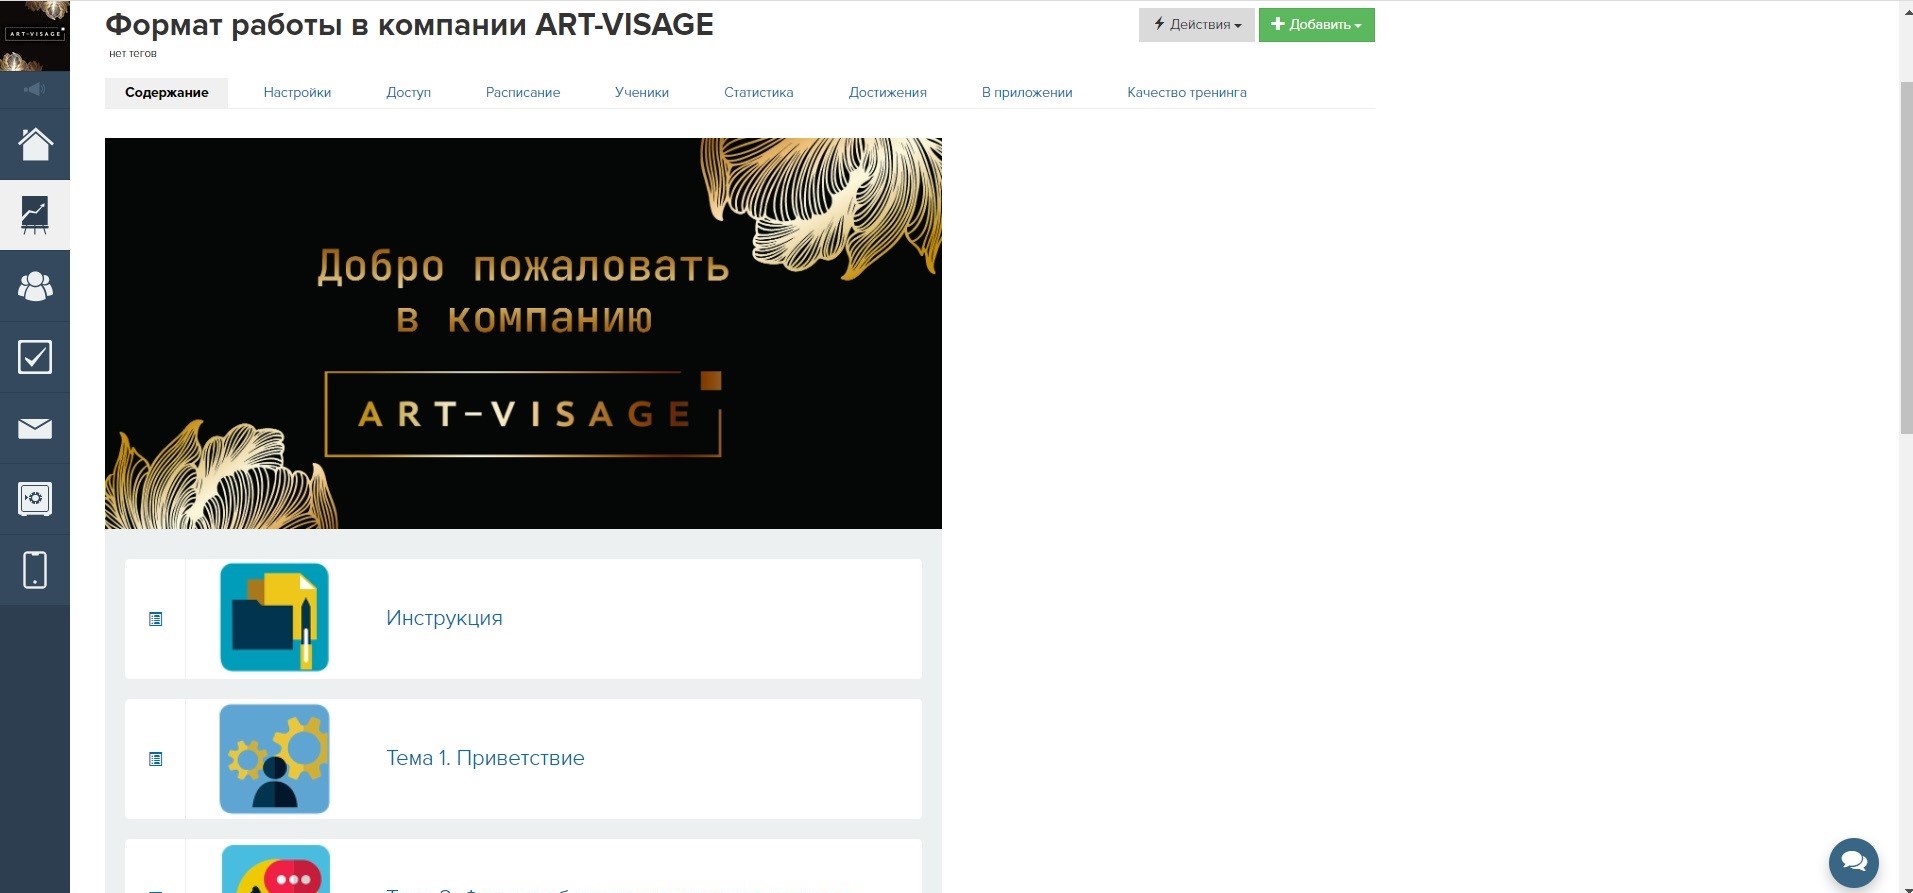 ART-VISAGE
Формат работы в компании ART-VISAGE
нет тегов
Действия
Добавить
Содержание
Настройки
Доступ
Расписание
Ученики
Статистика
Достижения
В приложении
Качество тренинга
Добро пожаловать
в компанию
ART-VISAGE
Инструкция
Тема 1. Приветствие